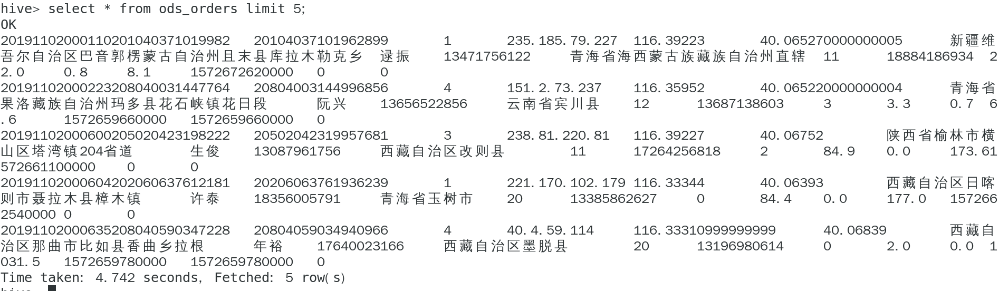 hive> select * from ods_orders limit 5;
OK
20191102000110201040371019982 20104037101962899 1 235.185.79.227 116.39223 40.065270000000005 新疆维
吾尔自治区巴音郭楞蒙古自治州且末县库拉木勒克乡 逯振 13471756122 青海省海西蒙古族藏族自治州直辖 11 18884186934 2
2.0 0.8 8.1 1572672620000 0 0
20191102000223208040031447764 20804003144996856 4 151.2.73.237 116.35952 40.065220000000004 青海省
果洛藏族自治州玛多县花石峡镇花日段 阮兴 13656522856 云南省宾川县 12 13687138603 3 3.3 0.7 6
.6 1572659660000 1572659660000 0
20191102000600205020423198222 20502042319957681 3 238.81.220.81 116.39227 40.06752 陕西省榆林市横
山区塔湾镇204省道 生俊 13087961756 西藏自治区改则县 11 17264256818 2 84.9 0.0 173.61
572661100000 0 0
20191102000604202060637612181 20206063761936239 1 221.170.102.179 116.33344 40.06393 西藏自治区日喀
则市聂拉木县樟木镇 许泰 18356005791 青海省玉树市 20 13385862627 0 84.4 0.0 177.0 157266
2540000 0 0
20191102000635208040590347228 20804059034940966 4 40.4.59.114 116.33310999999999 40.06839 西藏自
治区那曲市比如县香曲乡拉根 年裕 17640023166 西藏自治区墨脱县 20 13196980614 0 2.0 0.0 1
031.5 1572659780000 1572659780000 0
Time taken: 4.742 seconds, Fetched: 5 row(s)